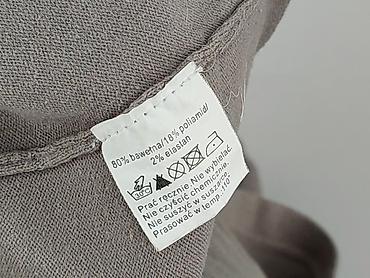 80% bawełna/18% poliamid/
2% elastan
30°C
Prać ręcznie, Nie wybielać
Nie czyścić chemicznie,
Nie suszyć w suszarce,
Prasować w temp. 110°